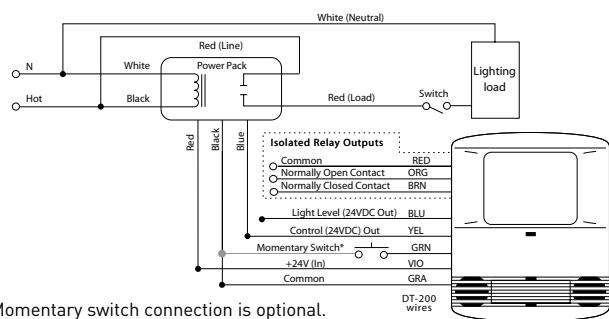 White (Neutral)
Red (Line)
N
White
Power Pack
Lighting
load
Hot
Black
Red (Load)
Switch
Red
Black
Blue
Isolated Relay Outputs
Common RED
Normally Open Contact ORG
Normally Closed Contact BRN
Light Level (24VDC Out) BLU
Control (24VDC) Out YEL
Momentary Switch* GRN
+24V (In) VIO
Common GRA
DT-200
wires
Momentary switch connection is optional.